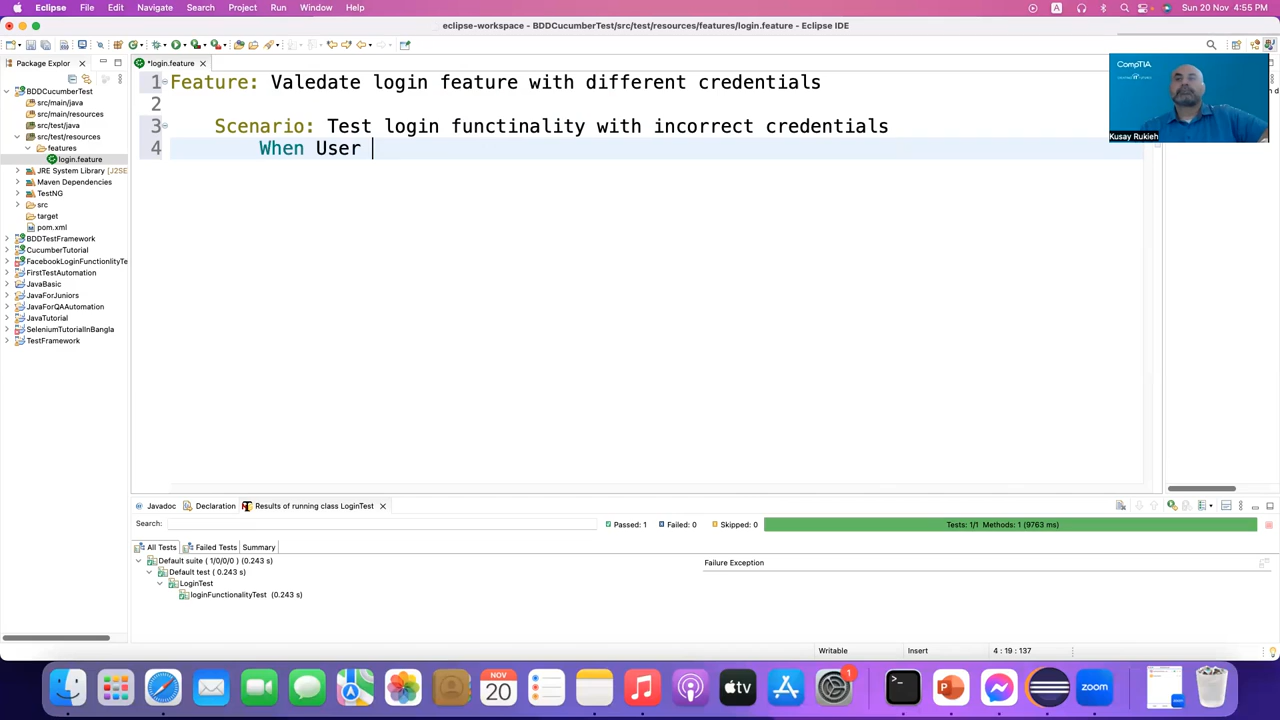 Eclipse Edit Navigate Search Project Run Window Help
A
Sun 20 Nov 4:55 PM
eclipse-workspace - BDDCucumberTest/src/test/resources/features/login.feature - Eclipse IDE
Package Explor
*login.feature
BDDCucumberTest
src/main/java
src/main/resources
src/test/java
src/test/resources
features
login.feature
JRE System Library [J2SE
Maven Dependencies
TestNG
src
target
pom.xml
BDDTestFramework
CucumberTutorial
FacebookLoginFunctionlityTe
FirstTestAutomation
JavaBasic
JavaForJuniors
JavaForQAAutomation
JavaTutorial
SeleniumTutorialInBangla
TestFramework
1 Feature: Valedate login feature with different credentials
2
3 Scenario: Test login functinality with incorrect credentials
4 When User
CompTIA
Kusay Rukieh
Javadoc
Declaration
Results of running class LoginTest
Search:
Passed: 1
Failed: 0
Skipped: 0
Tests: 1/1 Methods: 1 (9763 ms)
All Tests
Failed Tests
Summary
Default suite ( 1/0/0/0 ) (0.243 s)
Default test ( 0.243 s)
LoginTest
loginFunctionalityTest (0.243 s)
Failure Exception
Writable
Insert
4 : 19 : 137
NOV
20
tv
1
zoom